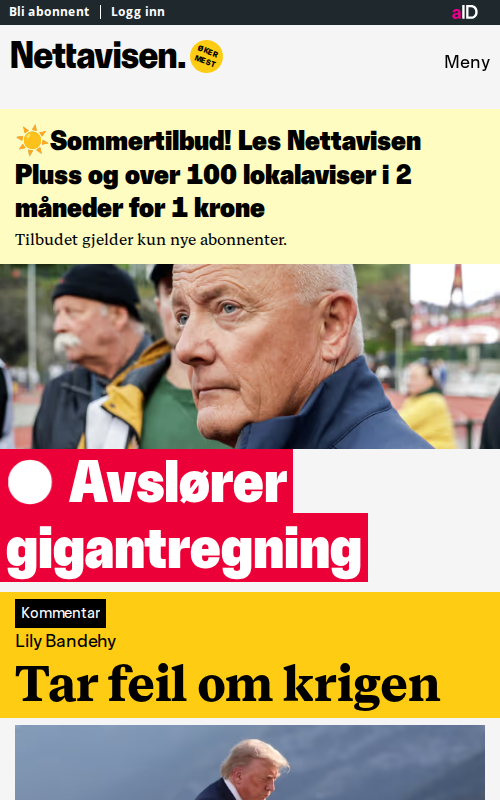 Bli abonnent
Logg inn
aID
Nettavisen.
ØKER
MEST
Meny
Sommertilbud! Les Nettavisen
Pluss og over 100 lokalaviser i 2
måneder for 1 krone
Tilbudet gjelder kun nye abonnenter.
Avslører
gigantregning
Kommentar
Lily Bandehy
Tar feil om krigen